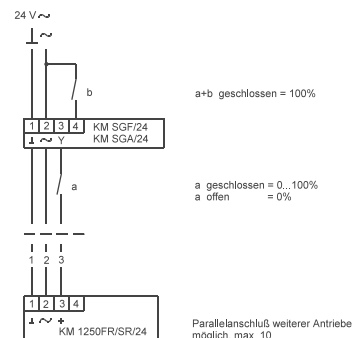 24 V ~
⊥ ~
b
a+b geschlossen = 100%
1 2 3 4 KM SGF/24
⊥ ~ Y KM SGA/24
a
a geschlossen = 0...100%
a offen = 0%
1 2 3
1 2 3 4
⊥ ~ +
KM 1250FR/SR/24
Parallelanschluß weiterer Antriebe
möglich, max. 10